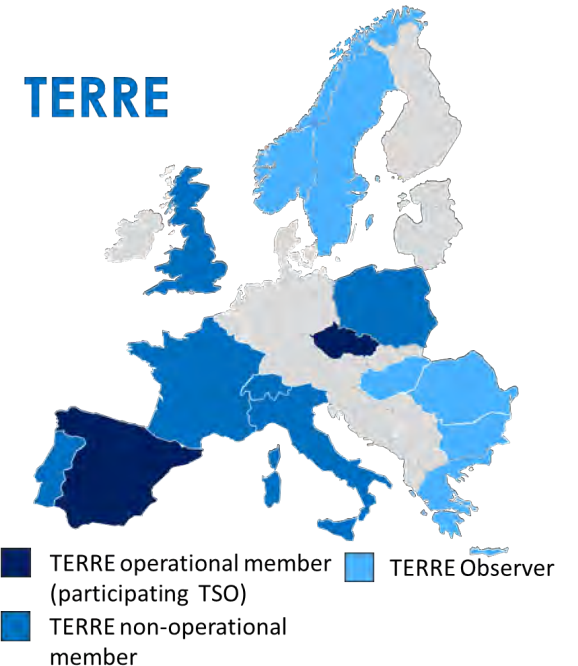 TERRE
TERRE operational member
(participating TSO)
TERRE Observer
TERRE non-operational
member